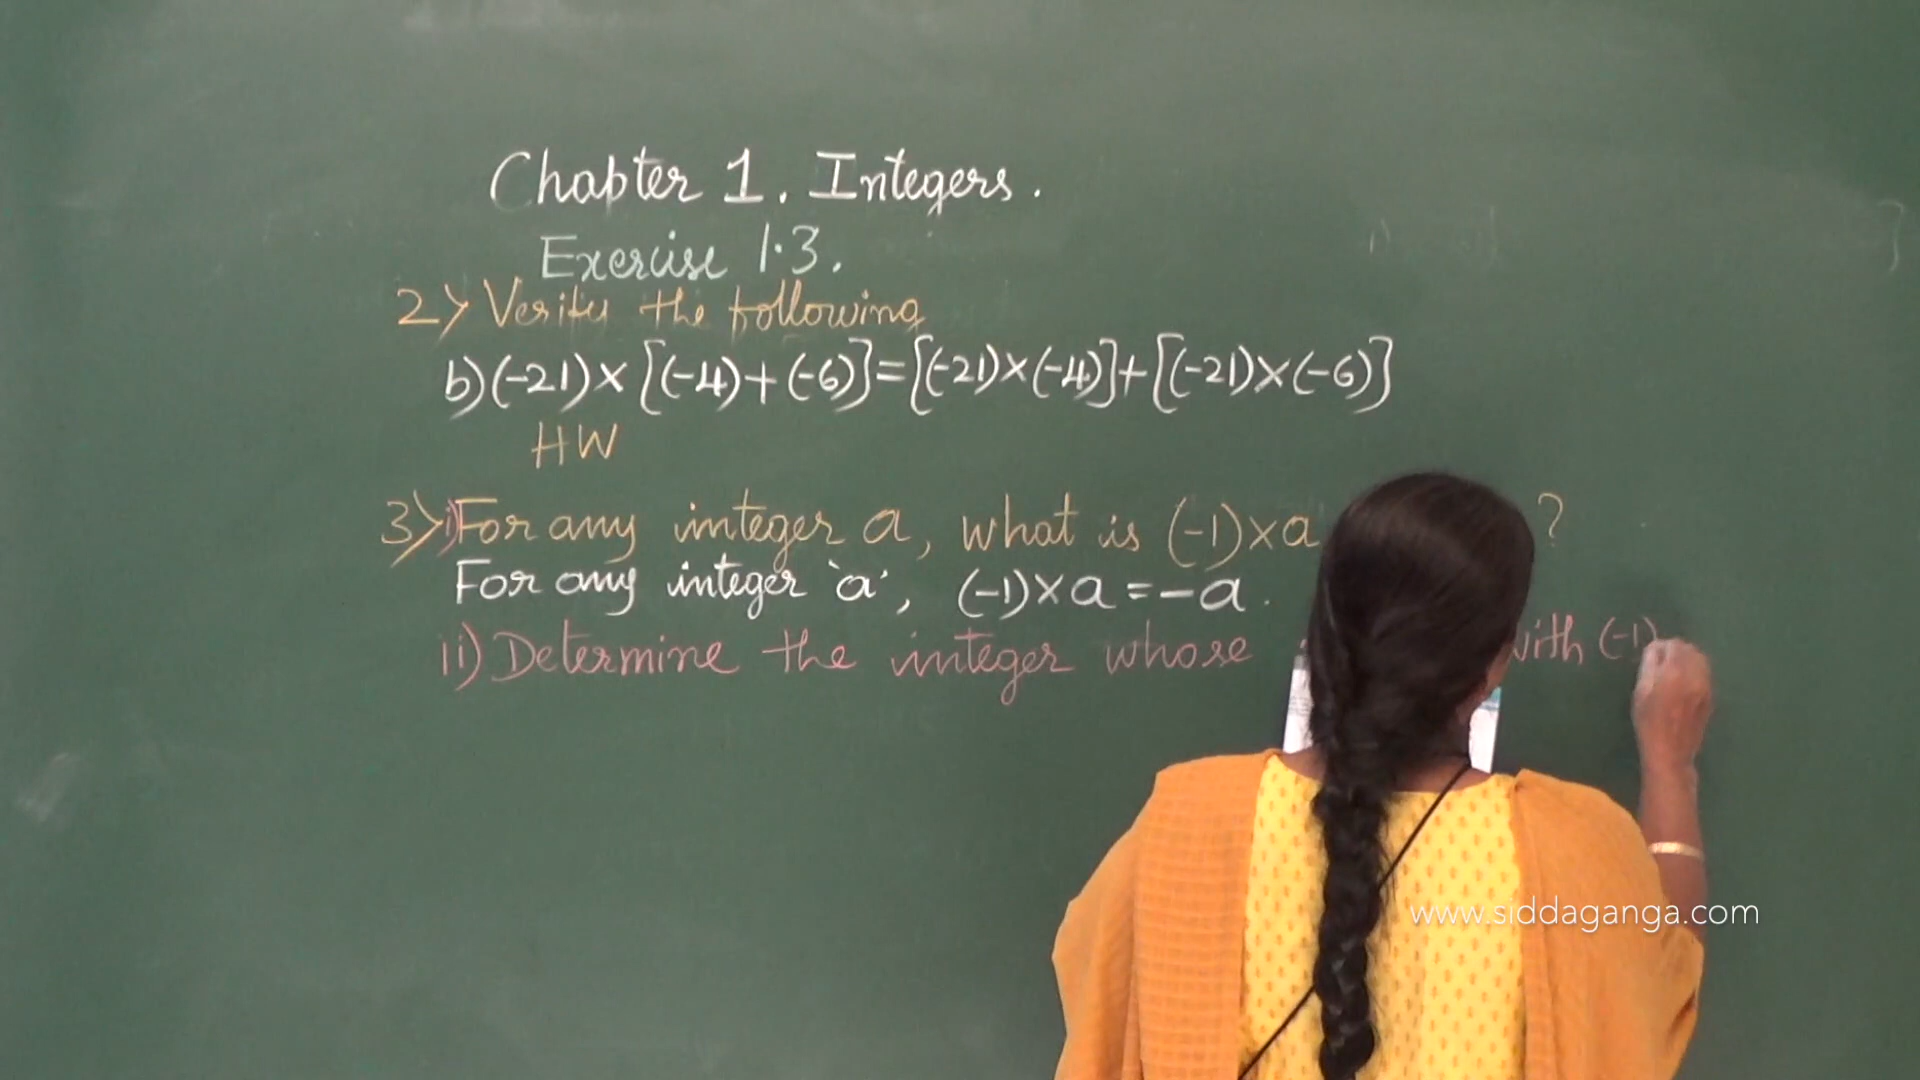 Chapter 1. Integers.
Exercise 1.3.
2) Verify the following
b) (-21) × [(-4) + (-6)] = [(-21) × (-4)] + [(-21) × (-6)]
HW
3) i) For any integer a, what is (-1) × a ?
For any integer 'a', (-1) × a = -a.
ii) Determine the integer whose with (-1)
www.siddaganga.com